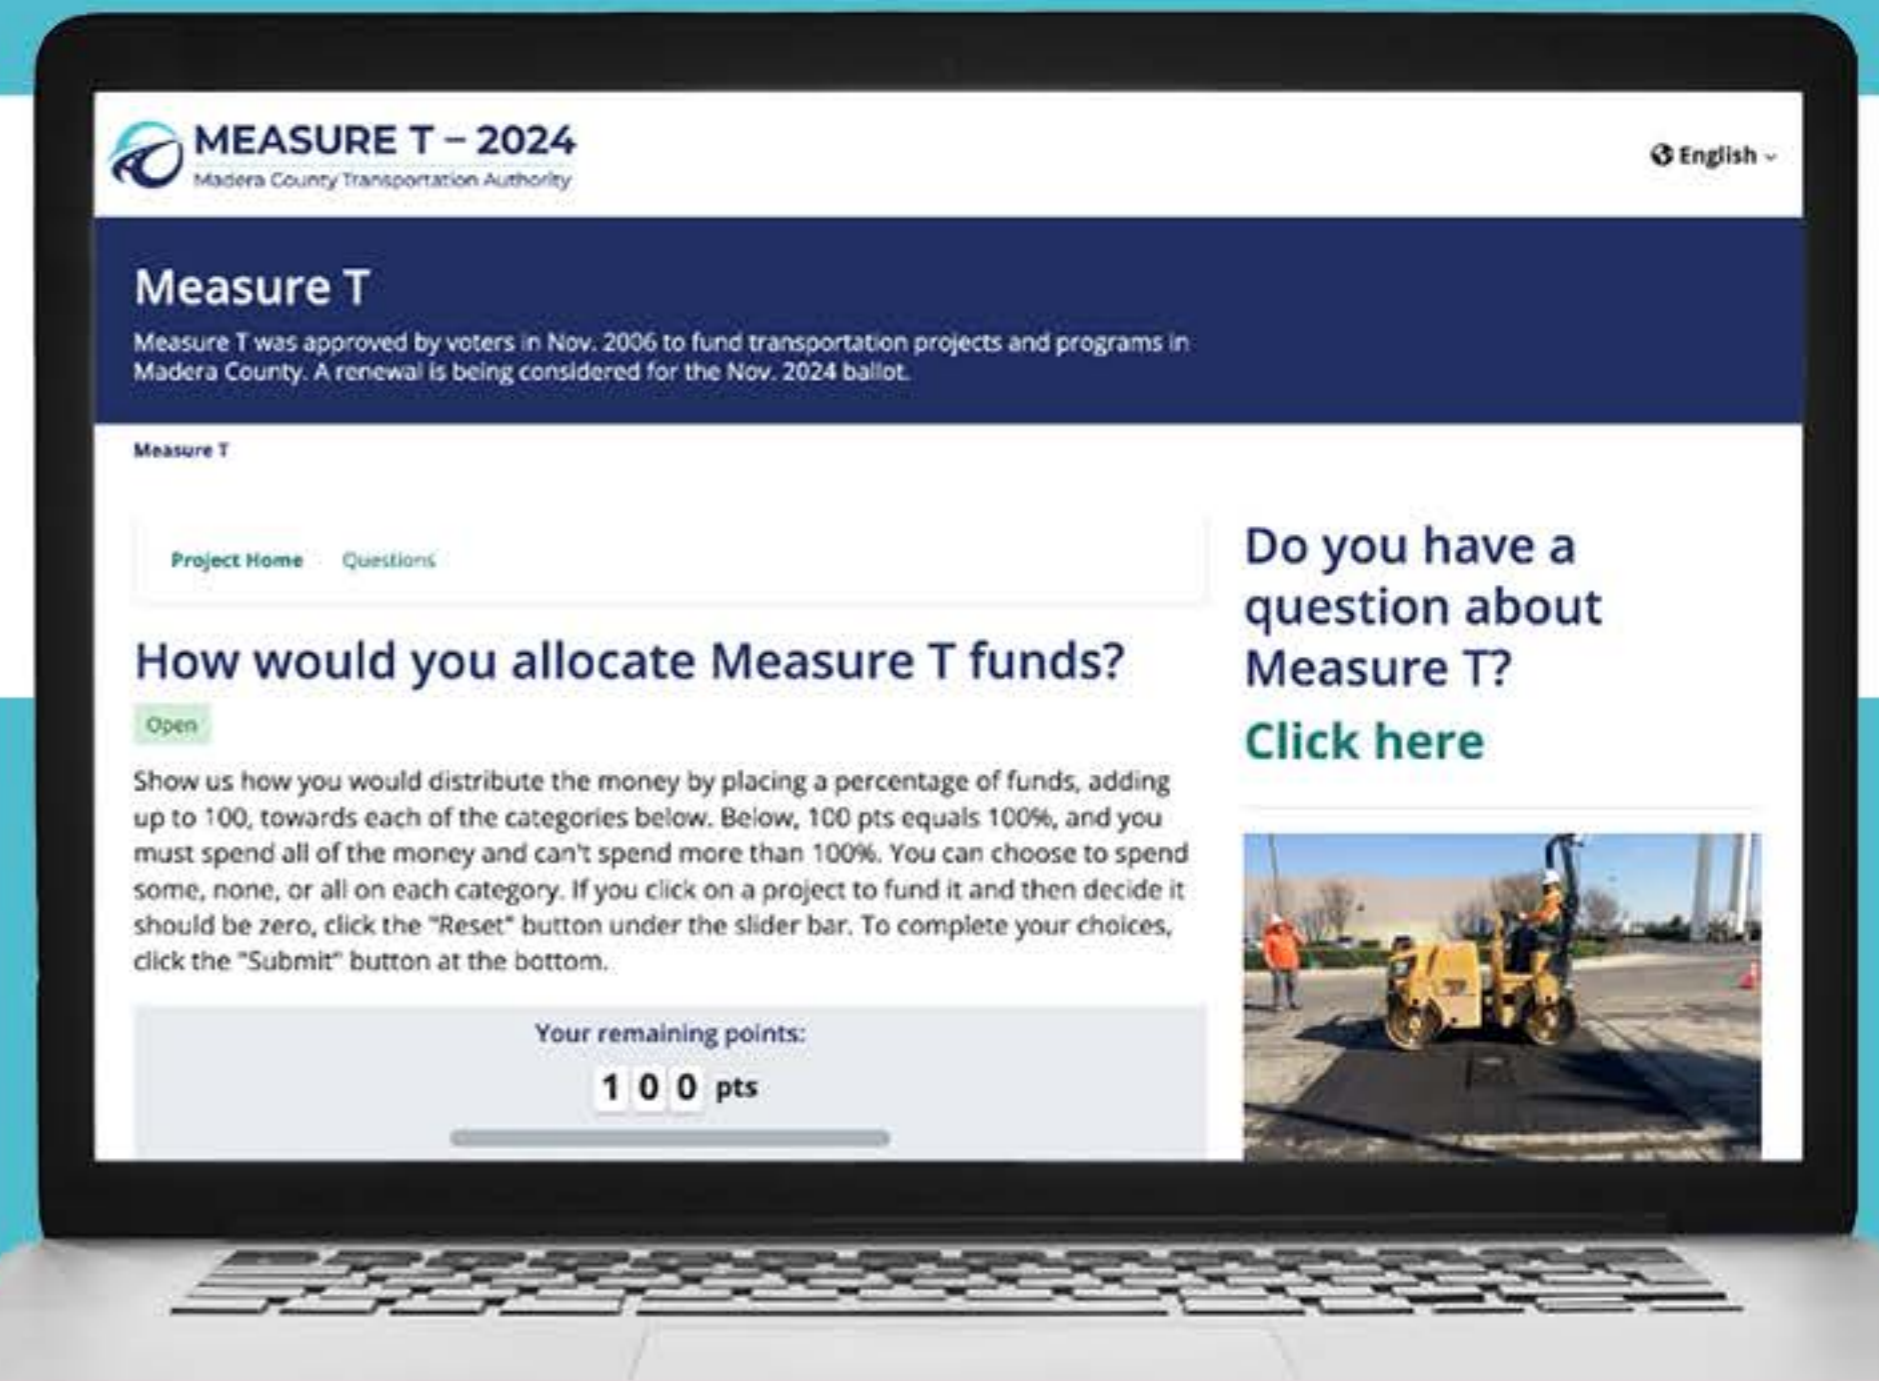 MEASURE T – 2024
Madera County Transportation Authority
English
Measure T
Measure T was approved by voters in Nov. 2006 to fund transportation projects and programs in
Madera County. A renewal is being considered for the Nov. 2024 ballot.
Measure T
Project Home
Questions
How would you allocate Measure T funds?
Open
Show us how you would distribute the money by placing a percentage of funds, adding
up to 100, towards each of the categories below. Below, 100 pts equals 100%, and you
must spend all of the money and can't spend more than 100%. You can choose to spend
some, none, or all on each category. If you click on a project to fund it and then decide it
should be zero, click the "Reset" button under the slider bar. To complete your choices,
click the "Submit" button at the bottom.
Your remaining points:
100 pts
Do you have a
question about
Measure T?
Click here